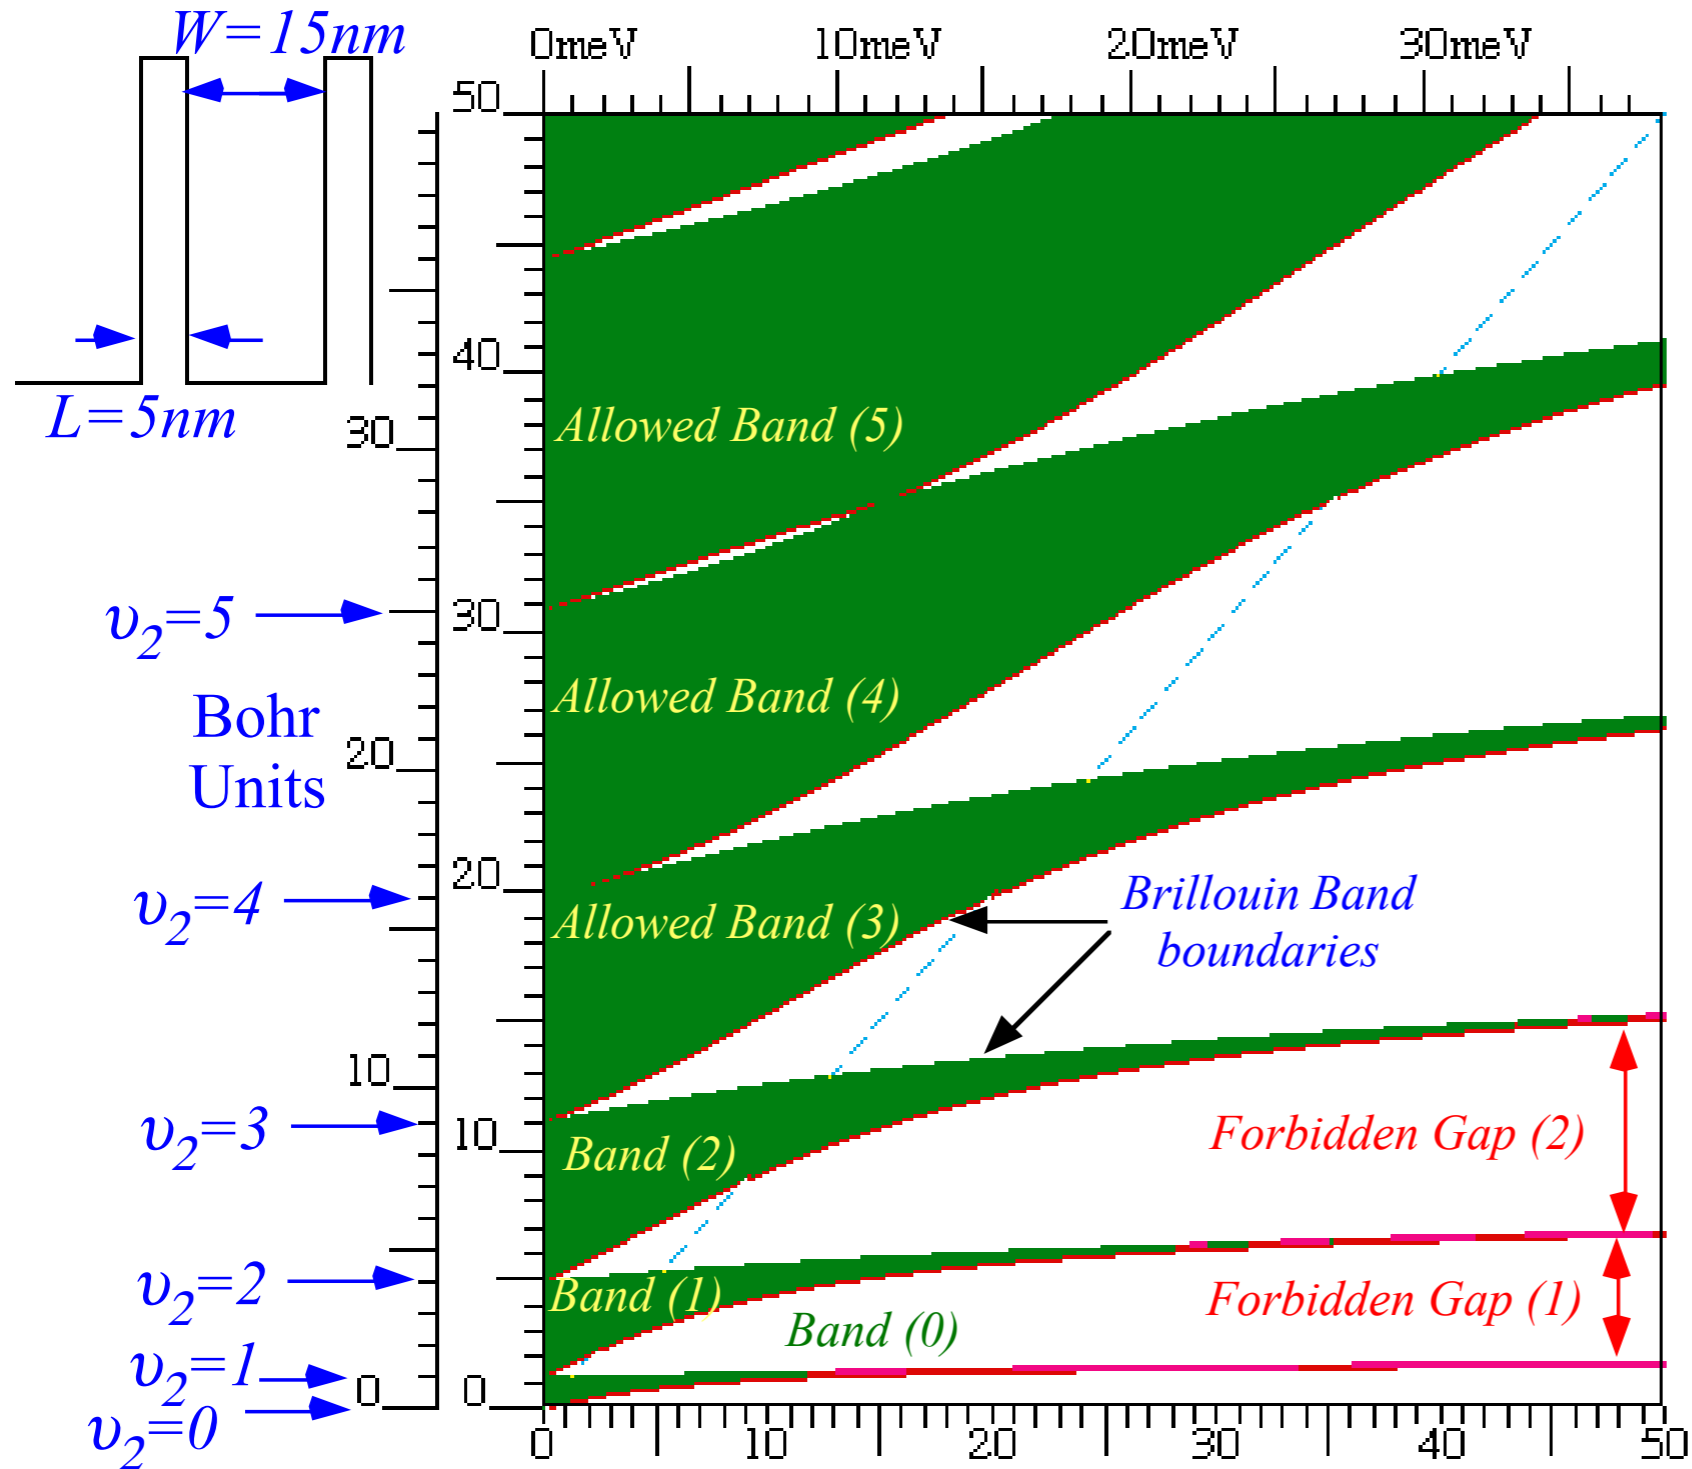 W=15nm
0meV
10meV
20meV
30meV
50
40
L=5nm
30
Allowed Band (5)
υ2=5
30
Bohr
Units
20
Allowed Band (4)
υ2=4
20
Allowed Band (3)
Brillouin Band
boundaries
10
υ2=3
10
Band (2)
Forbidden Gap (2)
υ2=2
Band (1)
Forbidden Gap (1)
Band (0)
υ2=1
0
0
υ2=0
0
10
20
30
40
50